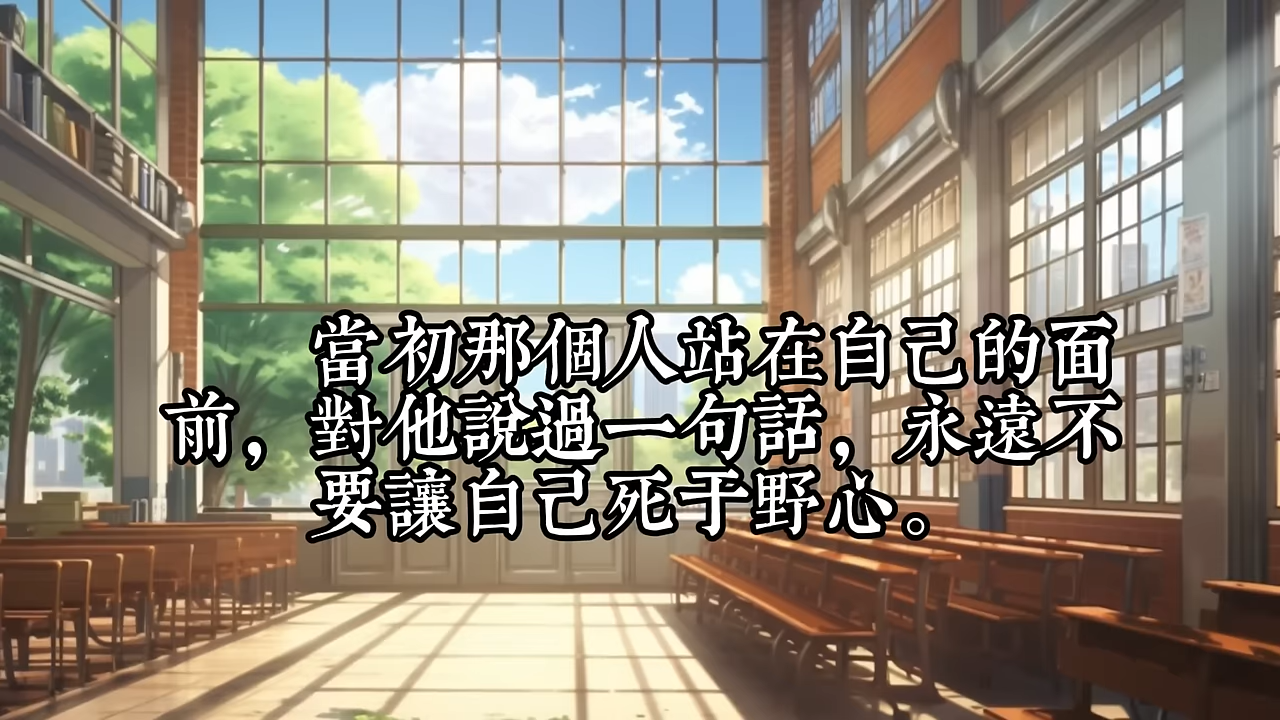 當初那個人站在自己的面
前，對他說過一句話，永遠不
要讓自己死于野心。